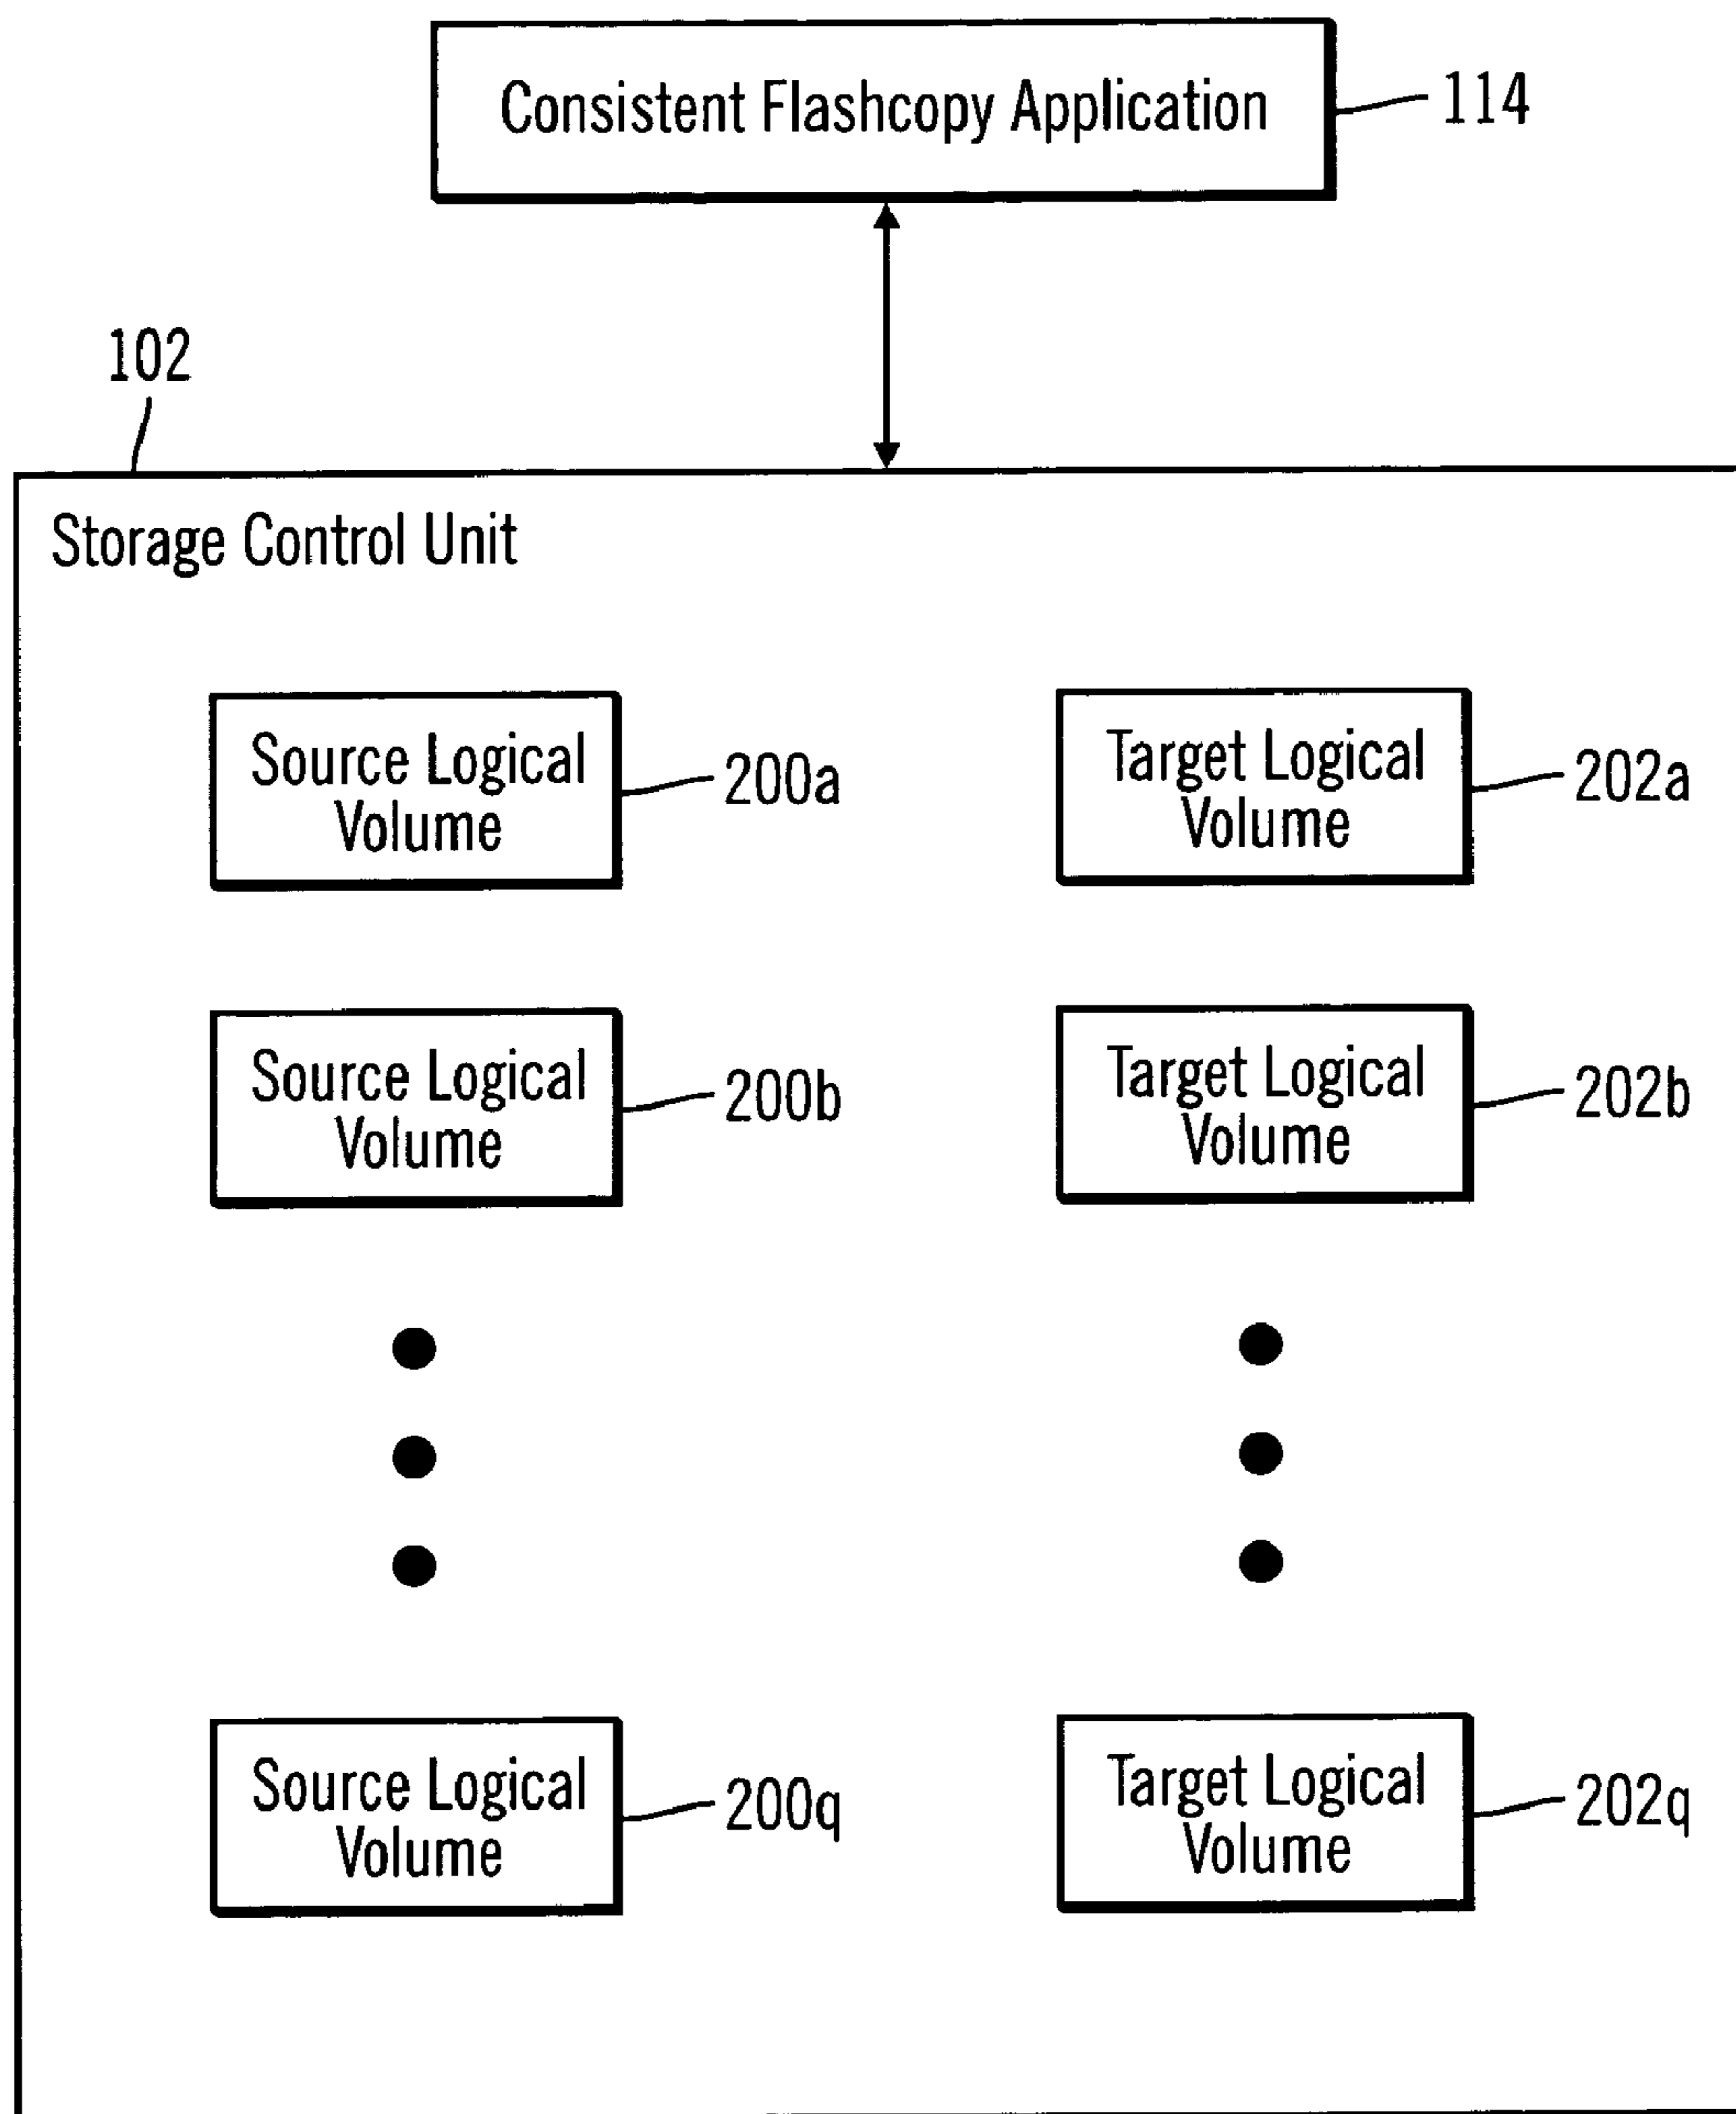 Consistent Flashcopy Application
114
102
Storage Control Unit
Source Logical
Volume
200a
Target Logical
Volume
202a
Source Logical
Volume
200b
Target Logical
Volume
202b
Source Logical
Volume
200q
Target Logical
Volume
202q